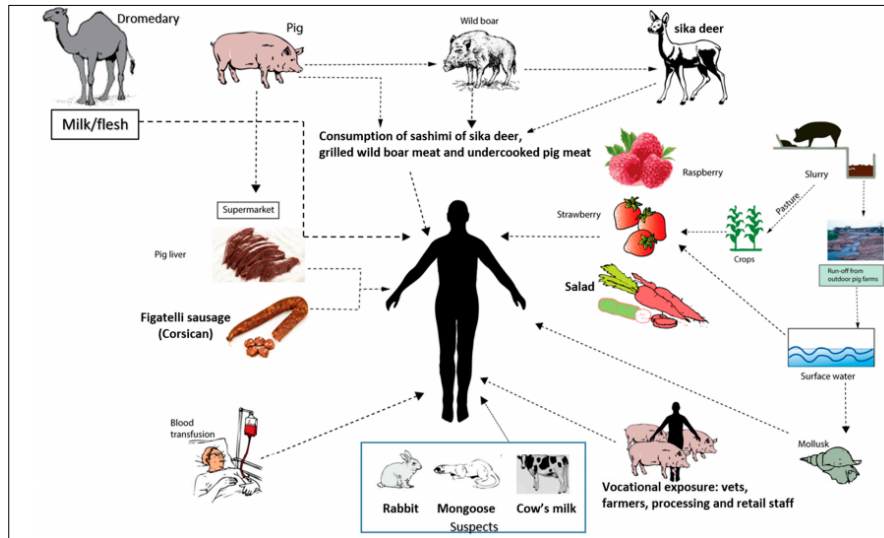 Dromedary
Pig
Wild boar
sika deer
Milk/flesh
Consumption of sashimi of sika deer,
grilled wild boar meat and undercooked pig meat
Raspberry
Slurry
Pasture
Supermarket
Strawberry
Pig liver
Crops
Run-off from
outdoor pig farms
Salad
Figatelli sausage
(Corsican)
Surface water
Blood
transfusion
Mollusk
Rabbit
Mongoose
Cow's milk
Suspects
Vocational exposure: vets,
farmers, processing and retail staff